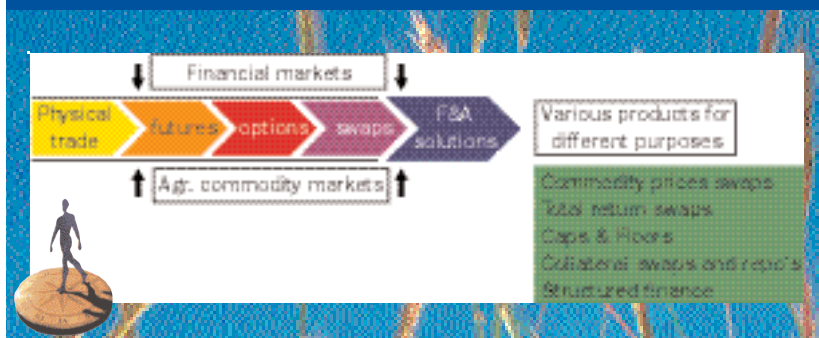 Financial markets
Physical
trade
futures
options
swaps
F&A
solutions
Agr. commodity markets
Various products for
different purposes
Commodity prices swaps
Total return swaps
Caps & Floors
Collateral swaps and repo's
Structured finance